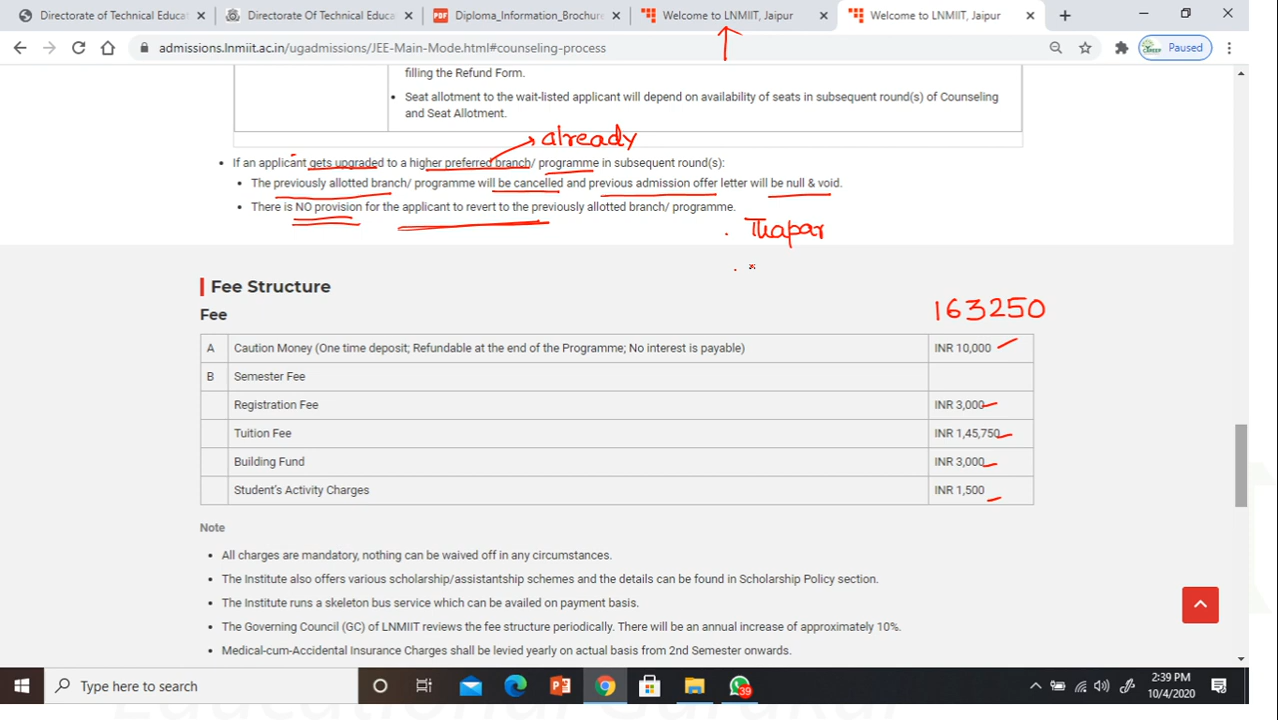 Directorate of Technical Educat
Directorate Of Technical Educa
Diploma_Information_Brochure
Welcome to LNMIIT, Jaipur
Welcome to LNMIIT, Jaipur
admissions.lnmiit.ac.in/ugadmissions/JEE-Main-Mode.html#counseling-process
Paused
filling the Refund Form.
• Seat allotment to the wait-listed applicant will depend on availability of seats in subsequent round(s) of Counseling
and Seat Allotment.
already
• If an applicant gets upgraded to a higher preferred branch/ programme in subsequent round(s):
• The previously allotted branch/ programme will be cancelled and previous admission offer letter will be null & void.
• There is NO provision for the applicant to revert to the previously allotted branch/ programme.
Thapar
Fee Structure
163250
Fee
A Caution Money (One time deposit; Refundable at the end of the Programme; No interest is payable) INR 10,000
B Semester Fee
Registration Fee INR 3,000
Tuition Fee INR 1,45,750
Building Fund INR 3,000
Student's Activity Charges INR 1,500
Note
• All charges are mandatory, nothing can be waived off in any circumstances.
• The Institute also offers various scholarship/assistantship schemes and the details can be found in Scholarship Policy section.
• The Institute runs a skeleton bus service which can be availed on payment basis.
• The Governing Council (GC) of LNMIIT reviews the fee structure periodically. There will be an annual increase of approximately 10%.
• Medical-cum-Accidental Insurance Charges shall be levied yearly on actual basis from 2nd Semester onwards.
Type here to search
39
2:39 PM
10/4/2020